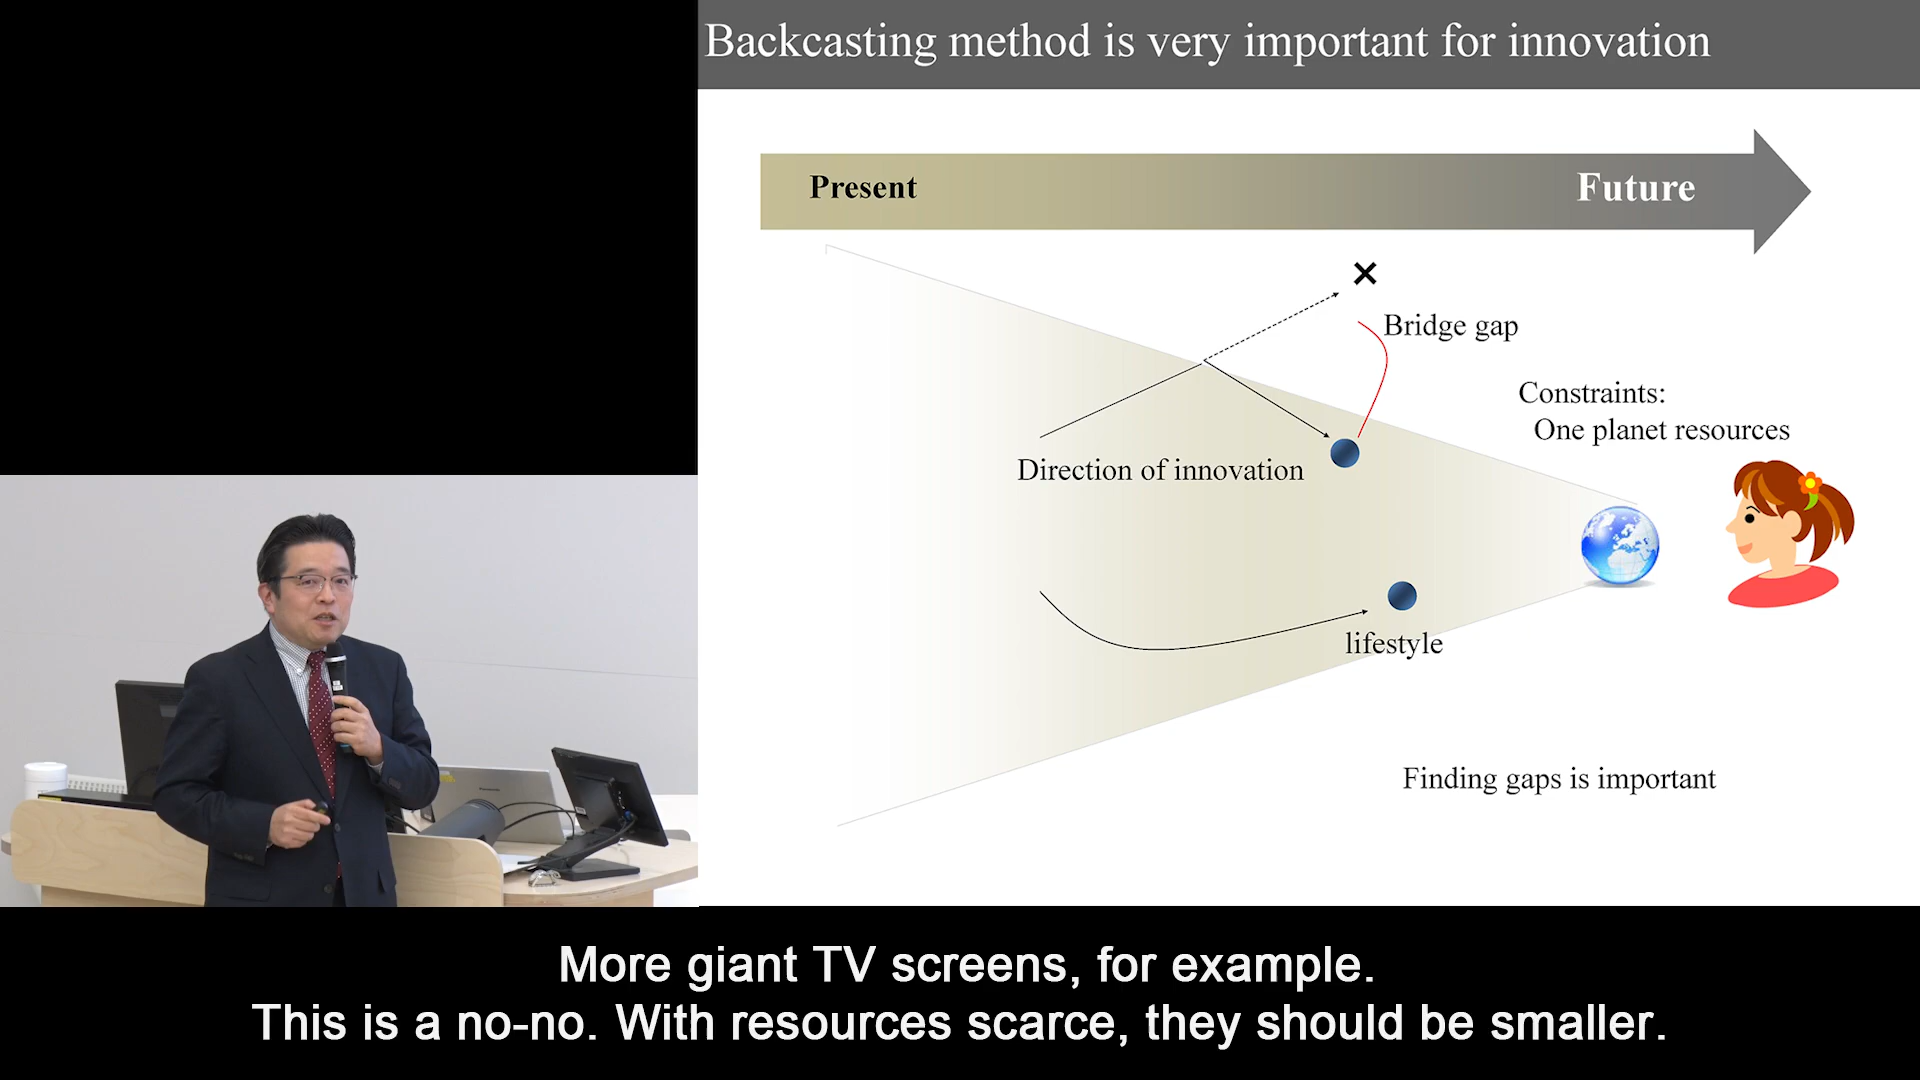 Backcasting method is very important for innovation
Present
Future
×
Bridge gap
Constraints:
One planet resources
Direction of innovation
lifestyle
Finding gaps is important
More giant TV screens, for example.
This is a no-no. With resources scarce, they should be smaller.